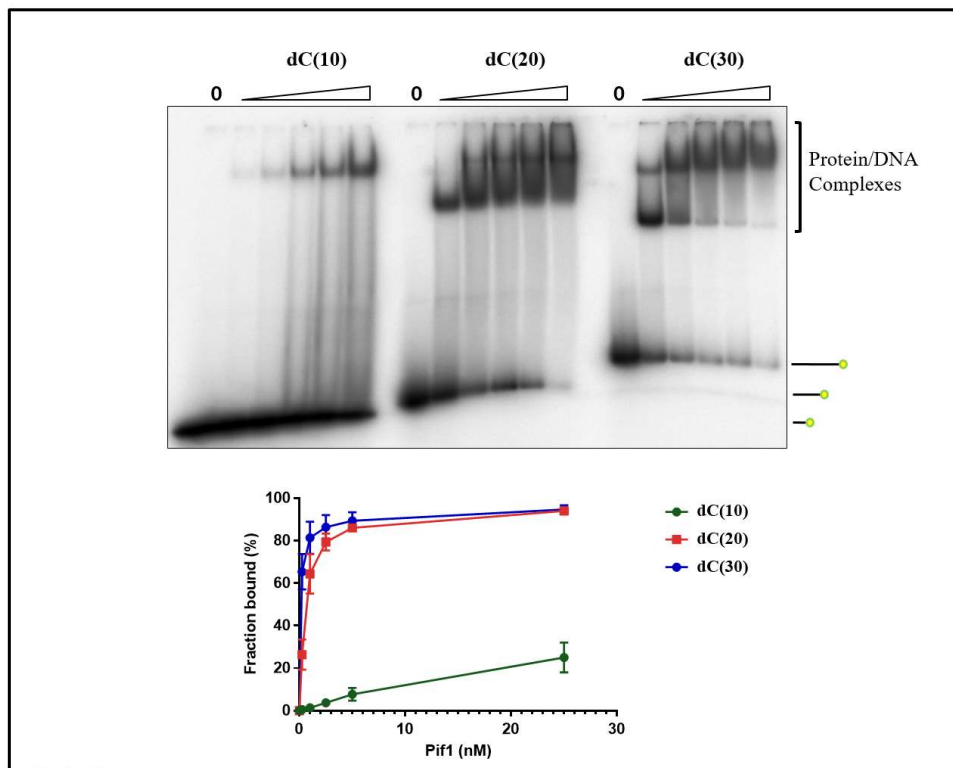 dC(10) dC(20) dC(30)
0 0 0
Protein/DNA
Complexes
100
80
60
40
20
0
Fraction bound (%)
0 10 20 30
Pif1 (nM)
dC(10)
dC(20)
dC(30)